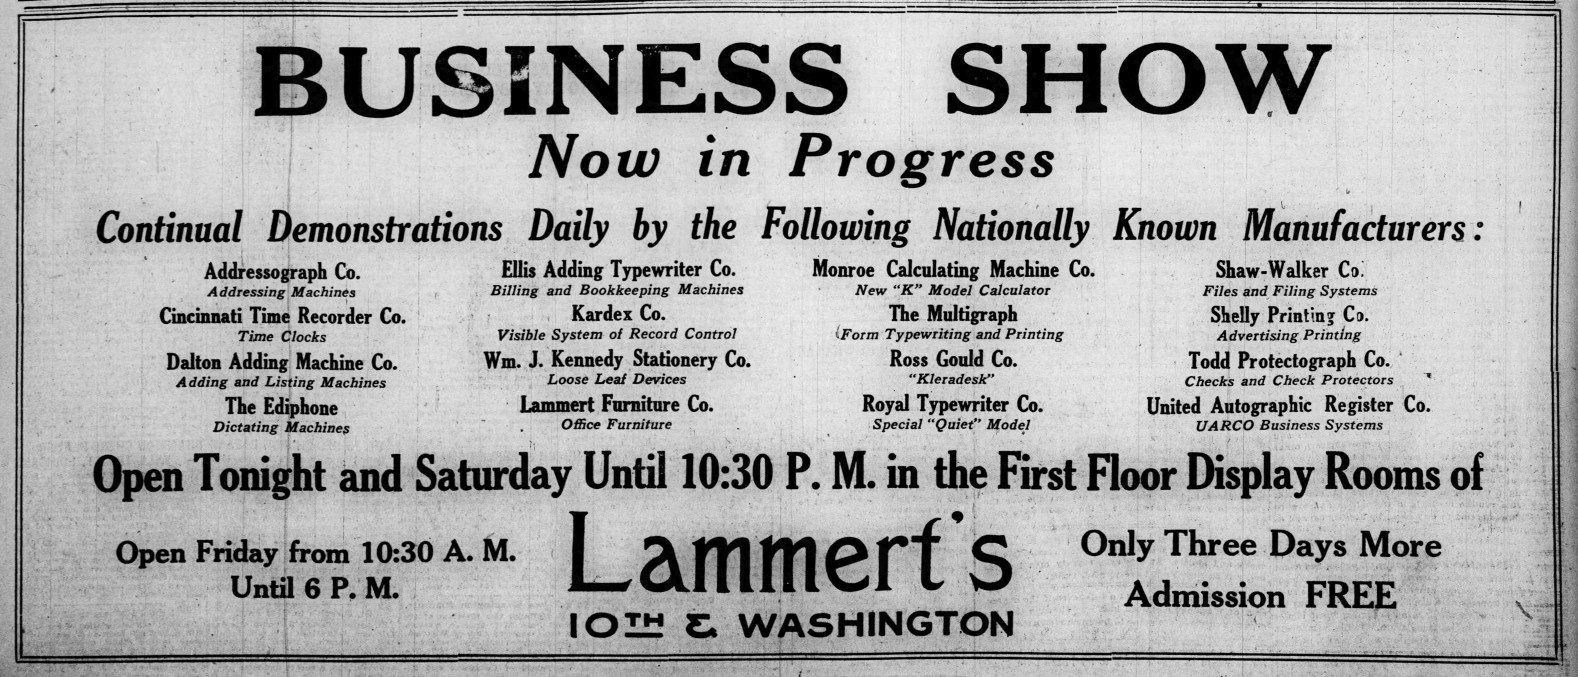 BUSINESS SHOW
Now in Progress
Continual Demonstrations Daily by the Following Nationally Known Manufacturers:
Addressograph Co.
Addressing Machines
Cincinnati Time Recorder Co.
Time Clocks
Dalton Adding Machine Co.
Adding and Listing Machines
The Ediphone
Dictating Machines
Ellis Adding Typewriter Co.
Billing and Bookkeeping Machines
Kardex Co.
Visible System of Record Control
Wm. J. Kennedy Stationery Co.
Loose Leaf Devices
Lammert Furniture Co.
Office Furniture
Monroe Calculating Machine Co.
New "K" Model Calculator
The Multigraph
Form Typewriting and Printing
Ross Gould Co.
"Kleradesk"
Royal Typewriter Co.
Special "Quiet" Model
Shaw-Walker Co.
Files and Filing Systems
Shelly Printing Co.
Advertising Printing
Todd Protectograph Co.
Checks and Check Protectors
United Autographic Register Co.
UARCO Business Systems
Open Tonight and Saturday Until 10:30 P. M. in the First Floor Display Rooms of
Open Friday from 10:30 A. M.
Until 6 P. M.
Lammert's
10TH & WASHINGTON
Only Three Days More
Admission FREE